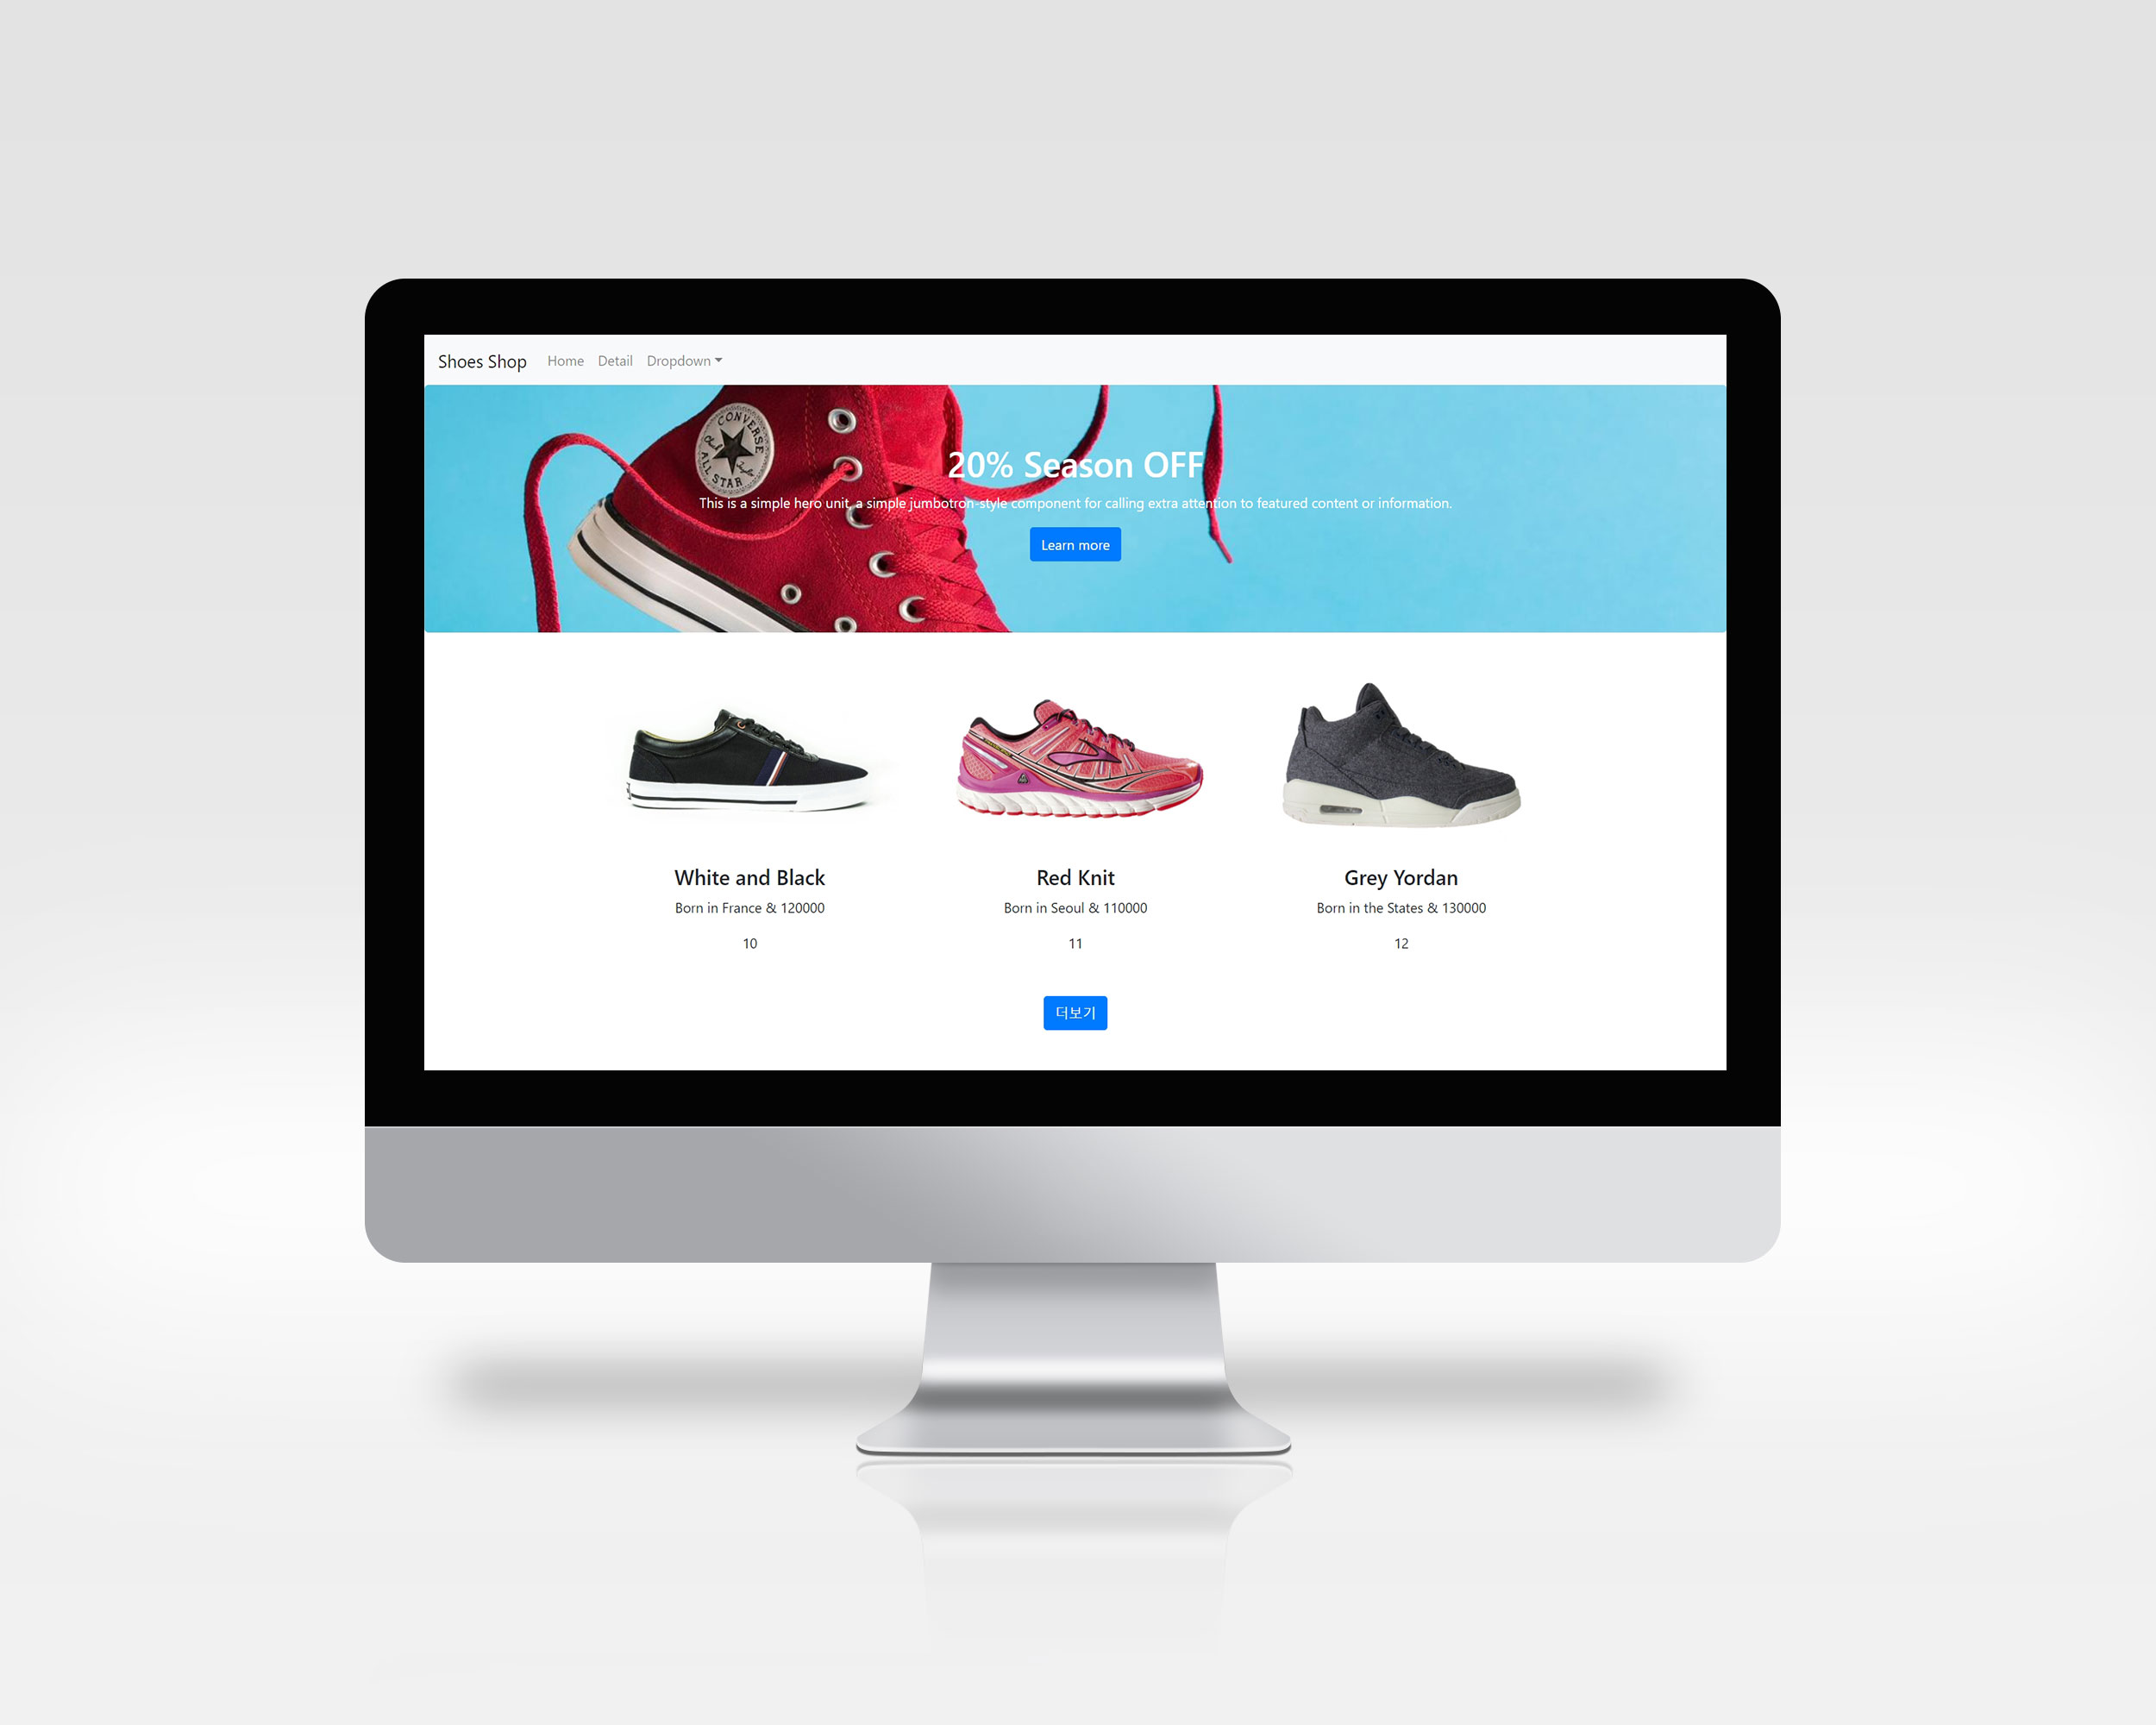 Shoes Shop Home Detail Dropdown
CONVERSE
ALL STAR
20% Season OFF
This is a simple hero unit, a simple jumbotron-style component for calling extra attention to featured content or information.
Learn more
White and Black
Born in France & 120000
10
Red Knit
Born in Seoul & 110000
11
Grey Yordan
Born in the States & 130000
12
더보기